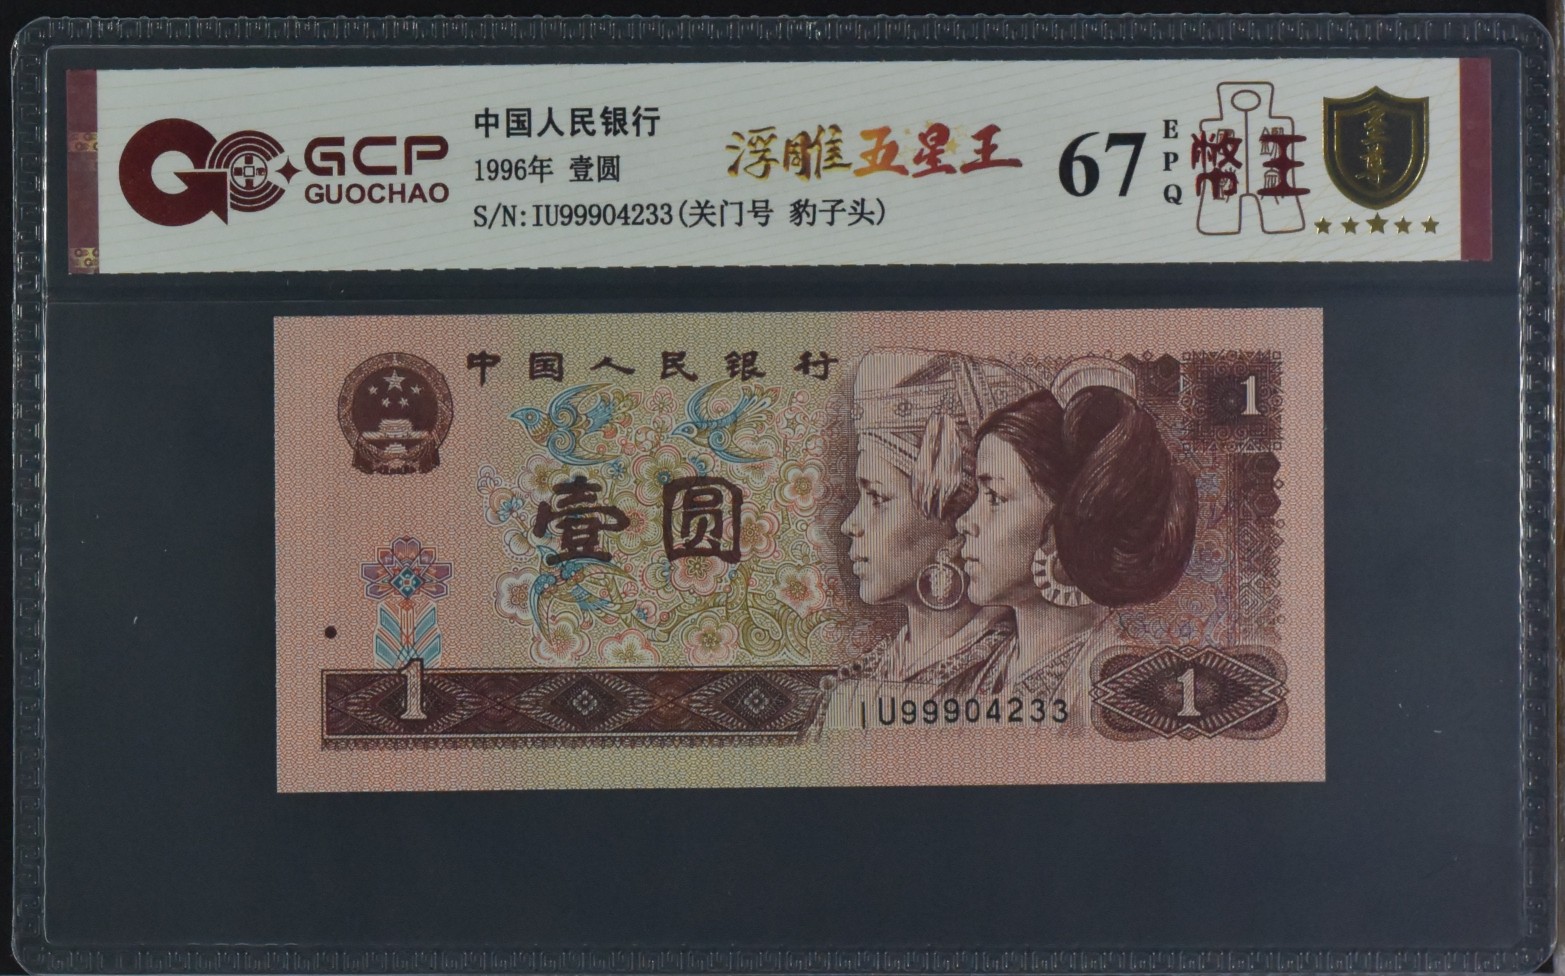 GCP
GUOCHAO
中国人民银行
1996年 壹圆
S/N:IU99904233(关门号 豹子头)
浮雕五星王
67
EPQ
至尊
中国人民银行
1
壹圆
1
IU99904233
1